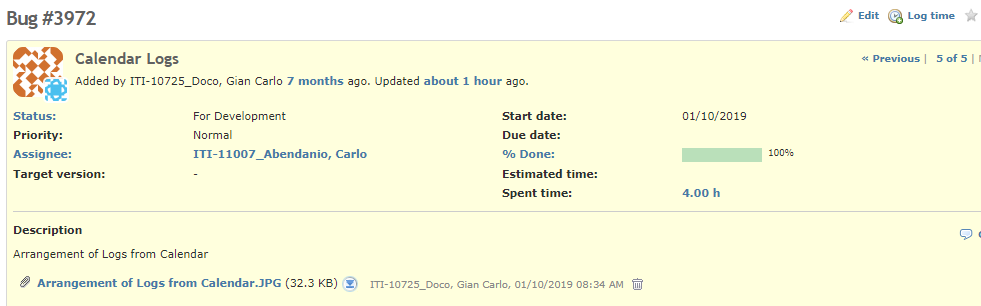 Bug #3972
Edit Log time
Calendar Logs
« Previous | 5 of 5 |
Added by ITI-10725_Doco, Gian Carlo 7 months ago. Updated about 1 hour ago.
Status: For Development Start date: 01/10/2019
Priority: Normal Due date:
Assignee: ITI-11007_Abendanio, Carlo % Done: 100%
Target version: - Estimated time:
Spent time: 4.00 h
Description
Arrangement of Logs from Calendar
Arrangement of Logs from Calendar.JPG (32.3 KB) ITI-10725_Doco, Gian Carlo, 01/10/2019 08:34 AM